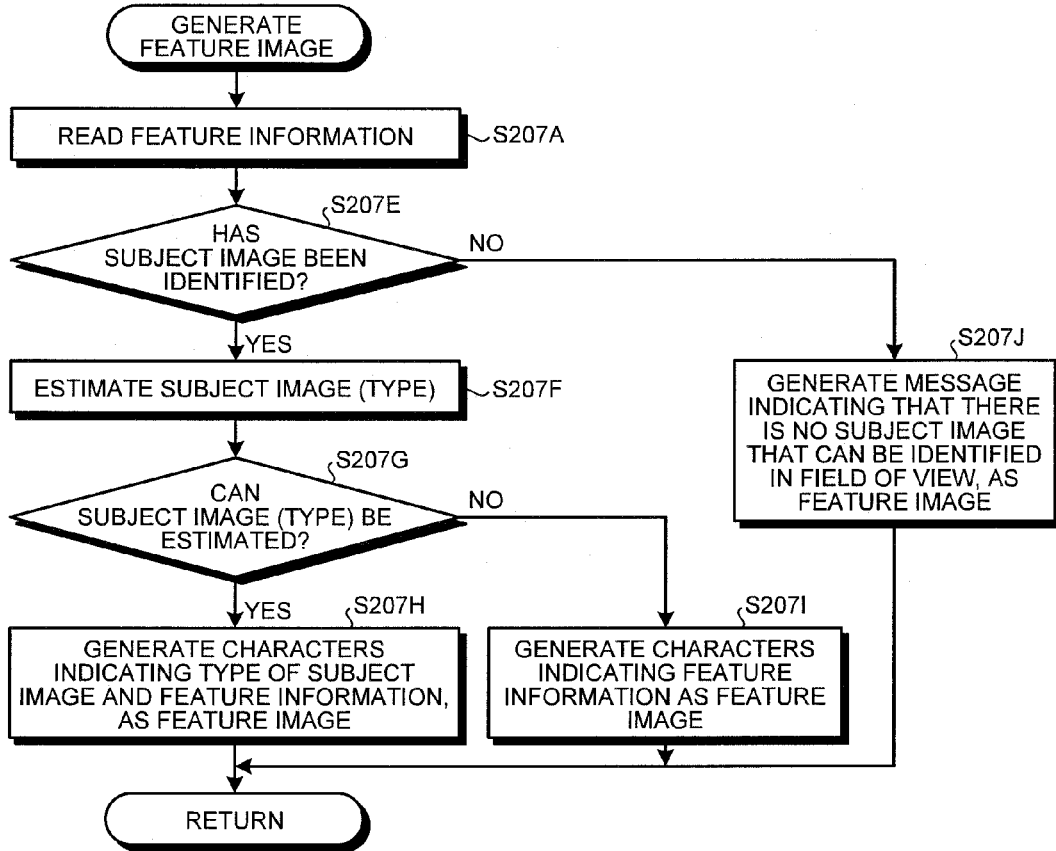 GENERATE
FEATURE IMAGE
READ FEATURE INFORMATION
S207A
S207E
HAS
SUBJECT IMAGE BEEN
IDENTIFIED?
NO
YES
S207J
GENERATE MESSAGE
INDICATING THAT THERE
IS NO SUBJECT IMAGE
THAT CAN BE IDENTIFIED
IN FIELD OF VIEW, AS
FEATURE IMAGE
ESTIMATE SUBJECT IMAGE (TYPE)
S207F
S207G
CAN
SUBJECT IMAGE (TYPE) BE
ESTIMATED?
NO
YES
S207H
GENERATE CHARACTERS
INDICATING TYPE OF SUBJECT
IMAGE AND FEATURE INFORMATION,
AS FEATURE IMAGE
S207I
GENERATE CHARACTERS
INDICATING FEATURE
INFORMATION AS FEATURE
IMAGE
RETURN